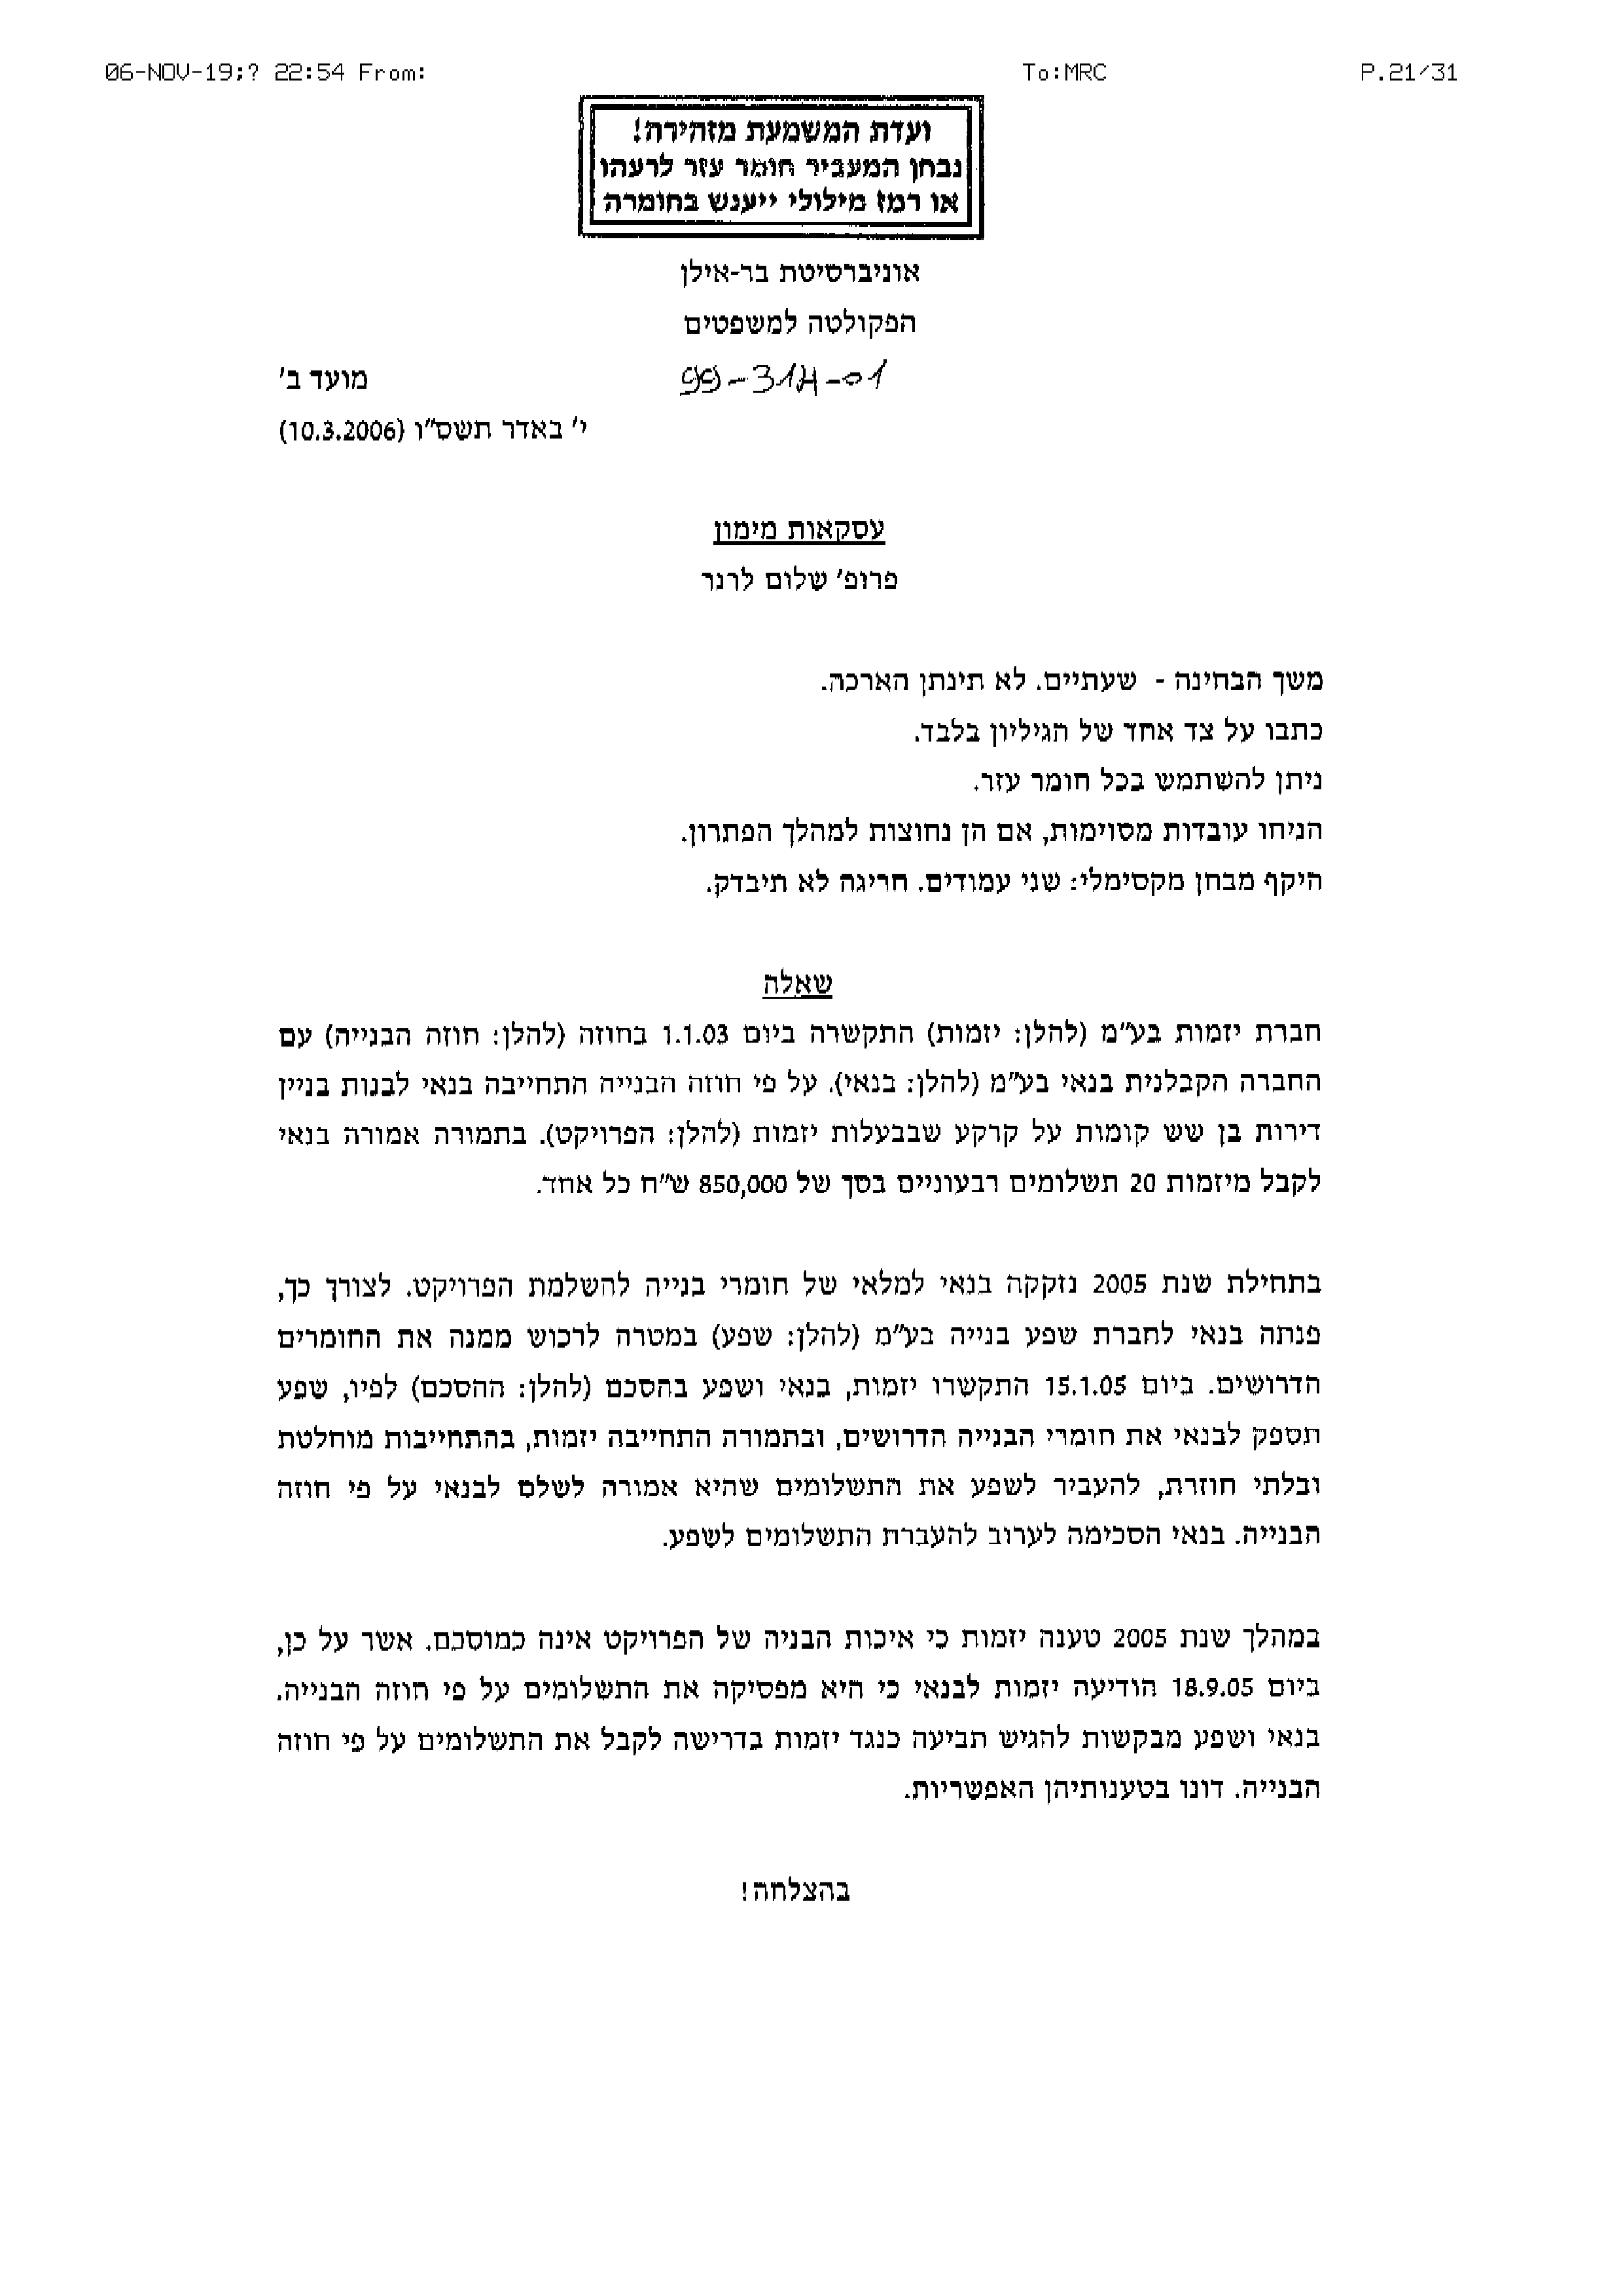 06-NOV-19;? 22:54 From: To:MRC P.21/31
ועדת המשמעת מזהירה!
נבחן המעביר חומר עזר לרעהו
או רמז מילולי ייענש בחומרה
אוניברסיטת בר-אילן
הפקולטה למשפטים
99-314-01 מועד ב'
י' באדר תשס"ו (10.3.2006)
עסקאות מימון
פרופ' שלום לרנר
משך הבחינה - שעתיים. לא תינתן הארכה.
כתבו על צד אחד של הגיליון בלבד.
ניתן להשתמש בכל חומר עזר.
הניחו עובדות מסוימות, אם הן נחוצות למהלך הפתרון.
היקף מבחן מקסימלי: שני עמודים. חריגה לא תיבדק.
שאלה
חברת יזמות בע"מ (להלן: יזמות) התקשרה ביום 1.1.03 בחוזה (להלן: חוזה הבנייה) עם
החברה הקבלנית בנאי בע"מ (להלן: בנאי). על פי חוזה הבנייה התחייבה בנאי לבנות בניין
דירות בן שש קומות על קרקע שבבעלות יזמות (להלן: הפרויקט). בתמורה אמורה בנאי
לקבל מיזמות 20 תשלומים רבעוניים בסך של 850,000 ש"ח כל אחד.
בתחילת שנת 2005 נזקקה בנאי למלאי של חומרי בנייה להשלמת הפרויקט. לצורך כך,
פנתה בנאי לחברת שפע בנייה בע"מ (להלן: שפע) במטרה לרכוש ממנה את החומרים
הדרושים. ביום 15.1.05 התקשרו יזמות, בנאי ושפע בהסכם (להלן: ההסכם) לפיו, שפע
תספק לבנאי את חומרי הבנייה הדרושים, ובתמורה התחייבה יזמות, בהתחייבות מוחלטת
ובלתי חוזרת, להעביר לשפע את התשלומים שהיא אמורה לשלם לבנאי על פי חוזה
הבנייה. בנאי הסכימה לערוב להעברת התשלומים לשפע.
במהלך שנת 2005 טענה יזמות כי איכות הבניה של הפרויקט אינה כמוסכם. אשר על כן,
ביום 18.9.05 הודיעה יזמות לבנאי כי היא מפסיקה את התשלומים על פי חוזה הבנייה.
בנאי ושפע מבקשות להגיש תביעה כנגד יזמות בדרישה לקבל את התשלומים על פי חוזה
הבנייה. דונו בטענותיהן האפשריות.
בהצלחה!